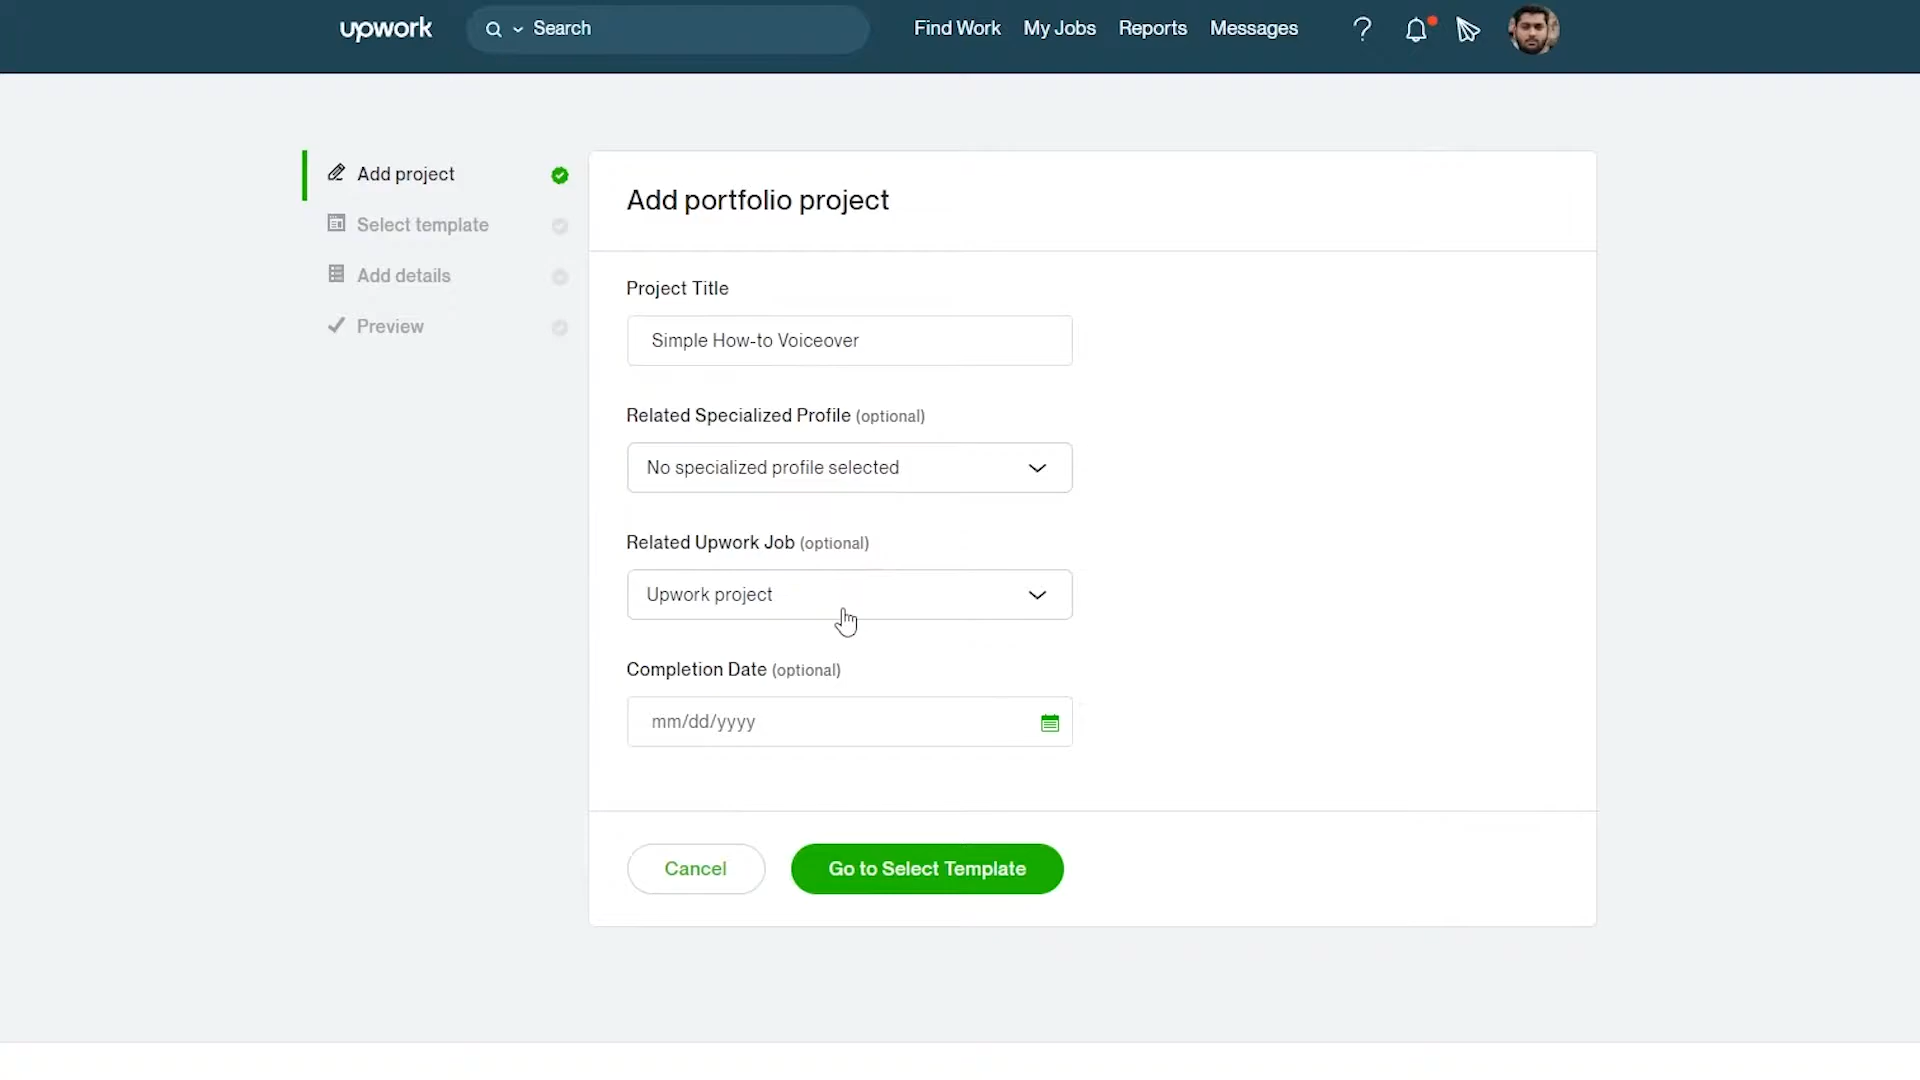 upwork
Search
Find Work
My Jobs
Reports
Messages
Add project
Select template
Add details
Preview
Add portfolio project
Project Title
Simple How-to Voiceover
Related Specialized Profile (optional)
No specialized profile selected
Related Upwork Job (optional)
Upwork project
Completion Date (optional)
mm/dd/yyyy
Cancel
Go to Select Template